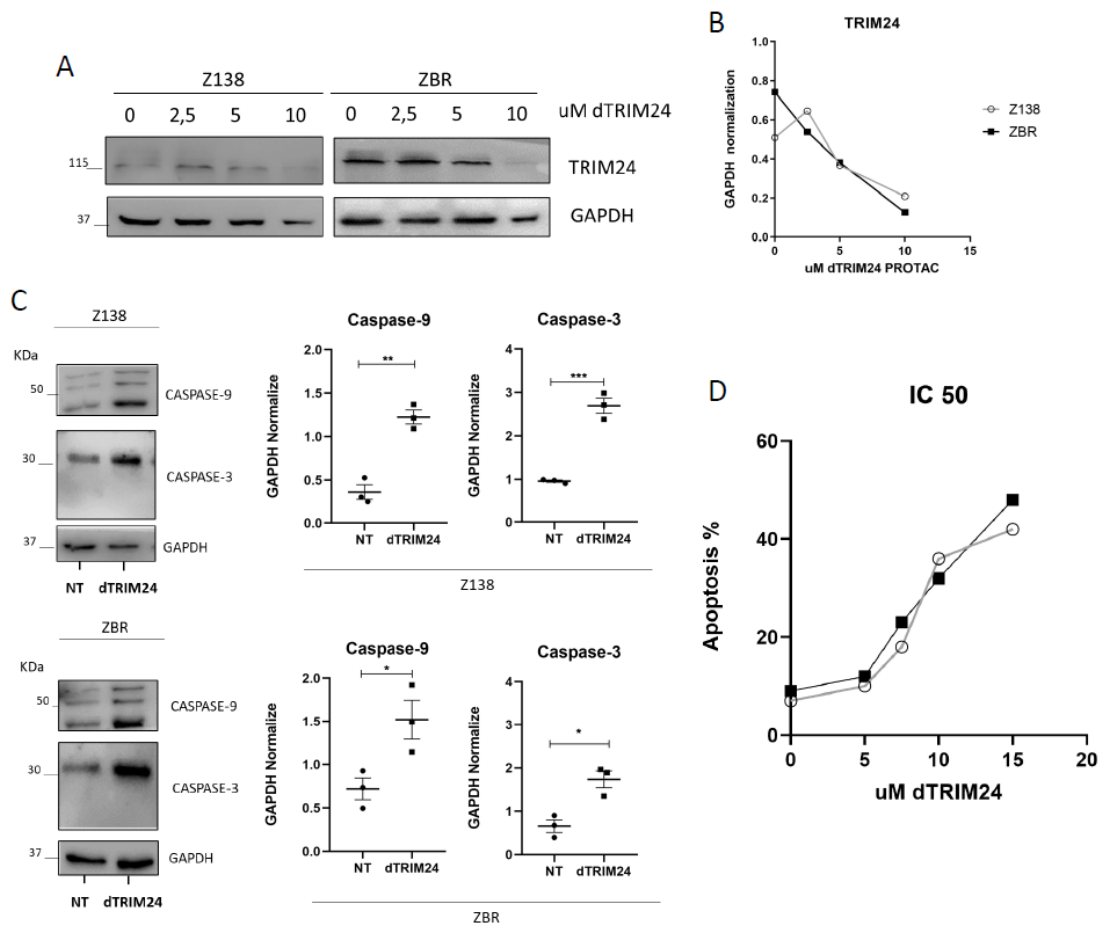 A
Z138 ZBR
0 2,5 5 10 0 2,5 5 10 uM dTRIM24
115 TRIM24
37 GAPDH
B
TRIM24
1.0
0.8
0.6
0.4
0.2
0.0
GAPDH normalization
0 5 10 15
uM dTRIM24 PROTAC
Z138
ZBR
C
Z138
KDa
50 CASPASE-9
30 CASPASE-3
37 GAPDH
NT dTRIM24
Caspase-9
**
2.0
1.5
1.0
0.5
0.0
GAPDH Normalize
NT dTRIM24
Caspase-3
***
4
3
2
1
0
GAPDH Normalize
NT dTRIM24
Z138
ZBR
KDa
50 CASPASE-9
30 CASPASE-3
37 GAPDH
NT dTRIM24
Caspase-9
*
2.0
1.5
1.0
0.5
0.0
GAPDH Normalize
NT dTRIM24
Caspase-3
*
4
3
2
1
0
GAPDH Normalize
NT dTRIM24
ZBR
D
IC 50
60
40
20
0
Apoptosis %
0 5 10 15 20
uM dTRIM24